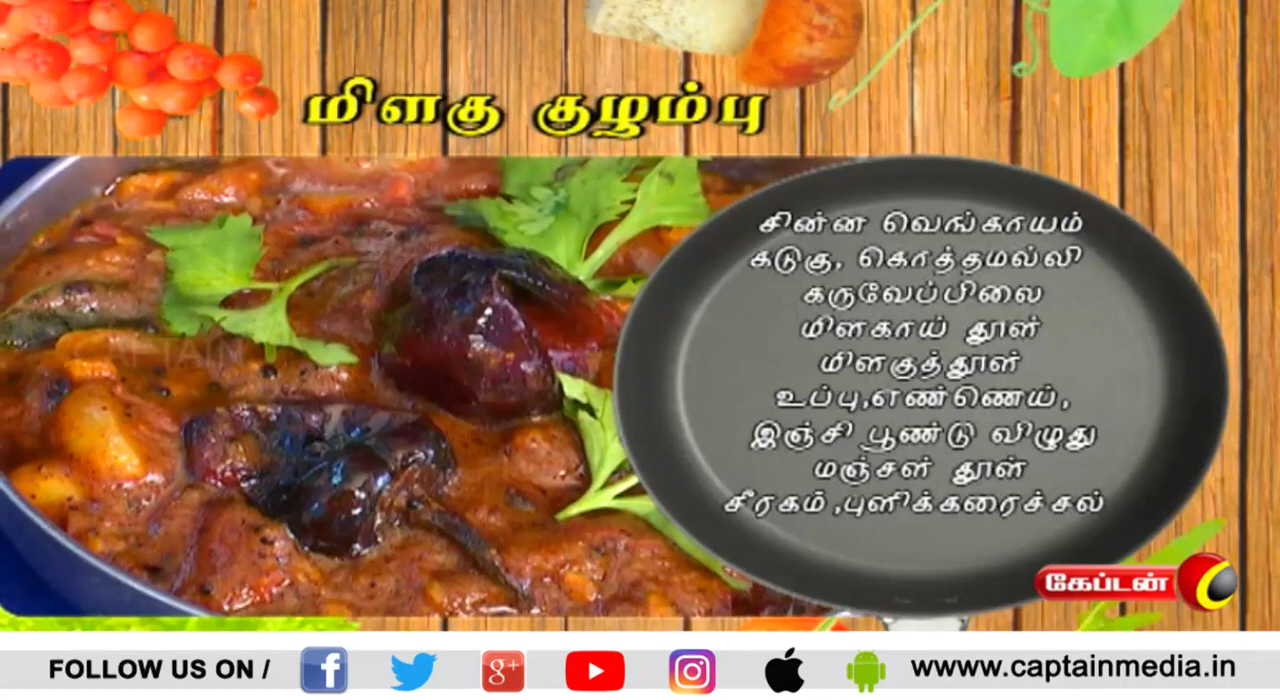 மிளகு குழம்பு
சின்ன வெங்காயம்
கடுகு, கொத்தமல்லி
கருவேப்பிலை
மிளகாய் தூள்
மிளகுத்தூள்
உப்பு,எண்ணெய்,
இஞ்சி பூண்டு விழுது
மஞ்சள் தூள்
சீரகம் ,புளிக்கரைச்சல்
CAPTAIN
கேப்டன்
FOLLOW US ON / www.captainmedia.in